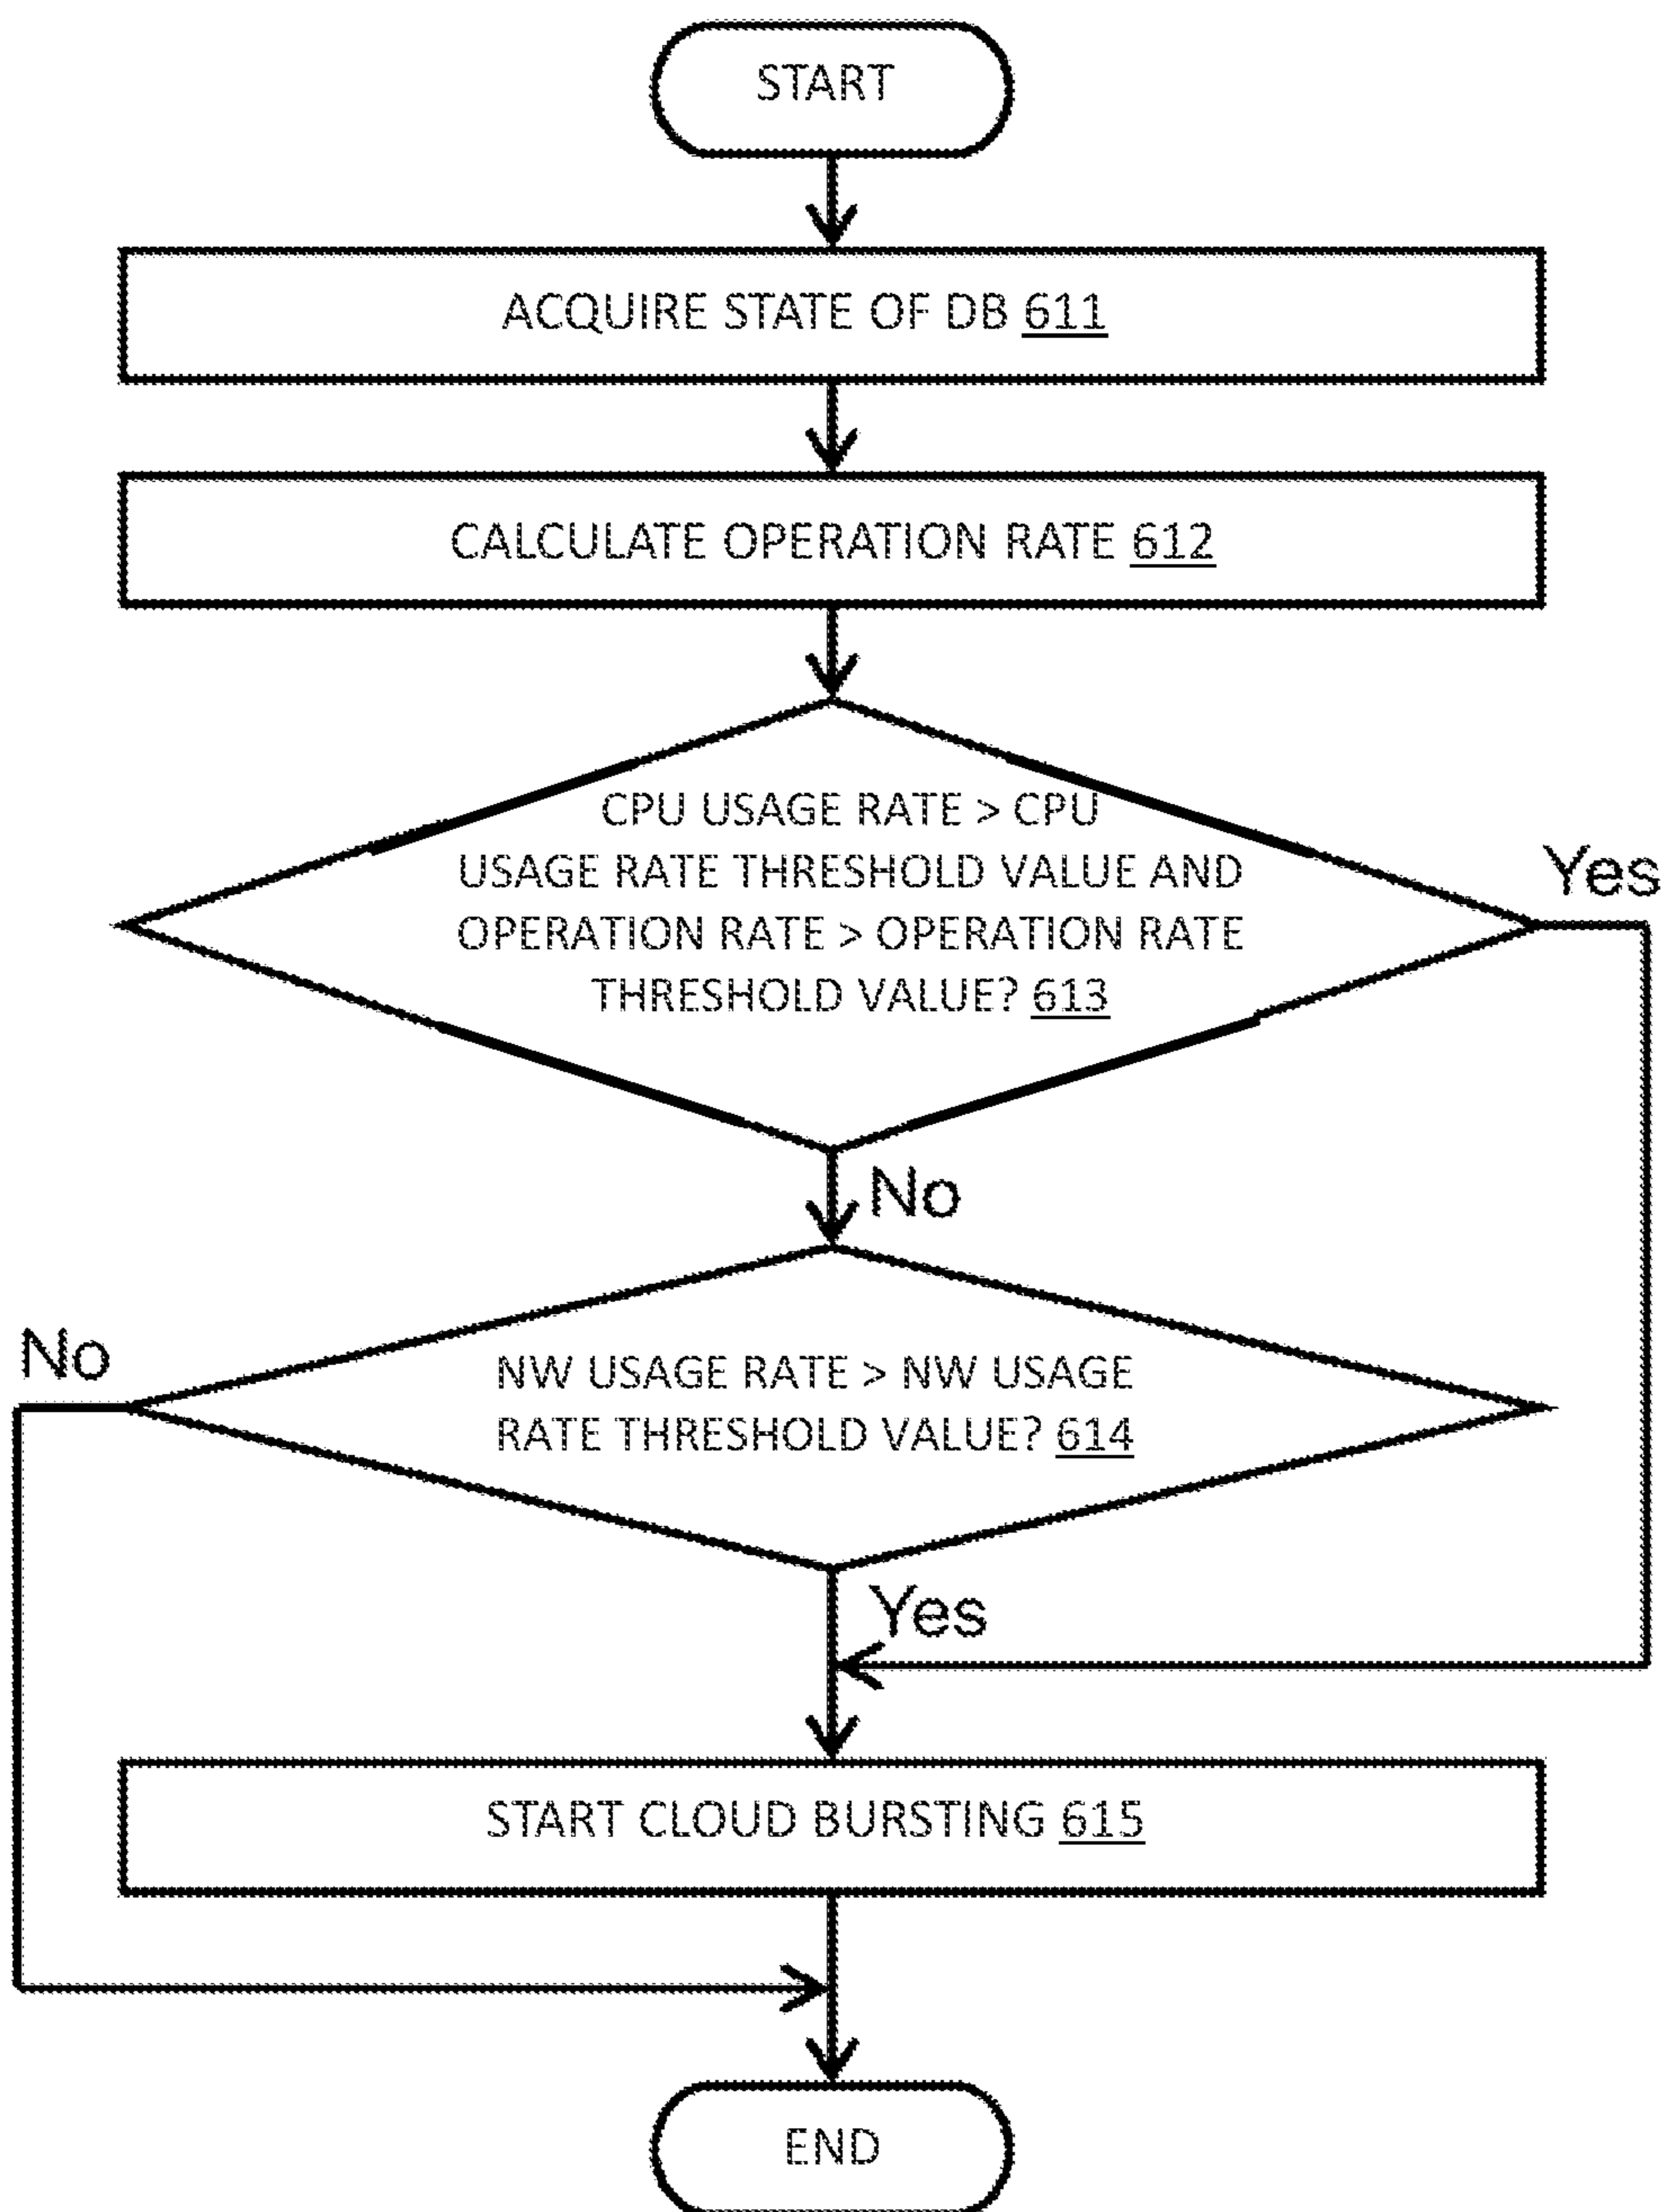 START
ACQUIRE STATE OF DB 611
CALCULATE OPERATION RATE 612
CPU USAGE RATE > CPU
USAGE RATE THRESHOLD VALUE AND
OPERATION RATE > OPERATION RATE
THRESHOLD VALUE? 613
Yes
No
NW USAGE RATE > NW USAGE
RATE THRESHOLD VALUE? 614
No
Yes
START CLOUD BURSTING 615
END